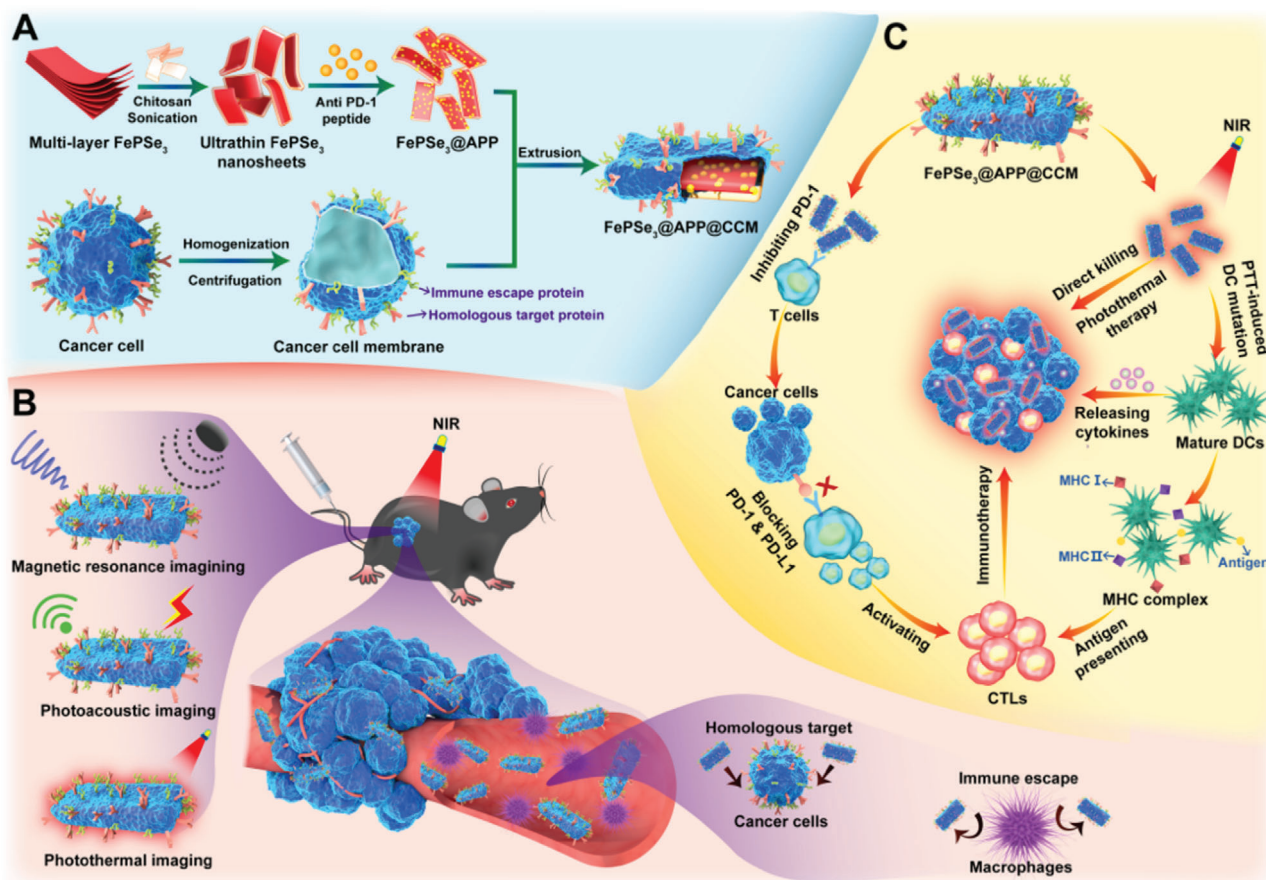 A
Chitosan
Sonication
Anti PD-1
peptide
Multi-layer FePSe₃
Ultrathin FePSe₃
nanosheets
FePSe₃@APP
Extrusion
FePSe₃@APP@CCM
Homogenization
Centrifugation
Immune escape protein
Homologous target protein
Cancer cell
Cancer cell membrane
B
NIR
Magnetic resonance imagining
Photoacoustic imaging
Photothermal imaging
Homologous target
Cancer cells
Immune escape
Macrophages
C
NIR
FePSe₃@APP@CCM
Inhibiting PD-1
T cells
Direct killing
Photothermal
therapy
PTT-induced
DC mutation
Cancer cells
Releasing
cytokines
Mature DCs
Blocking
PD-1 & PD-L1
MHC I
MHC II
Antigen
MHC complex
Immunotherapy
Activating
Antigen
presenting
CTLs